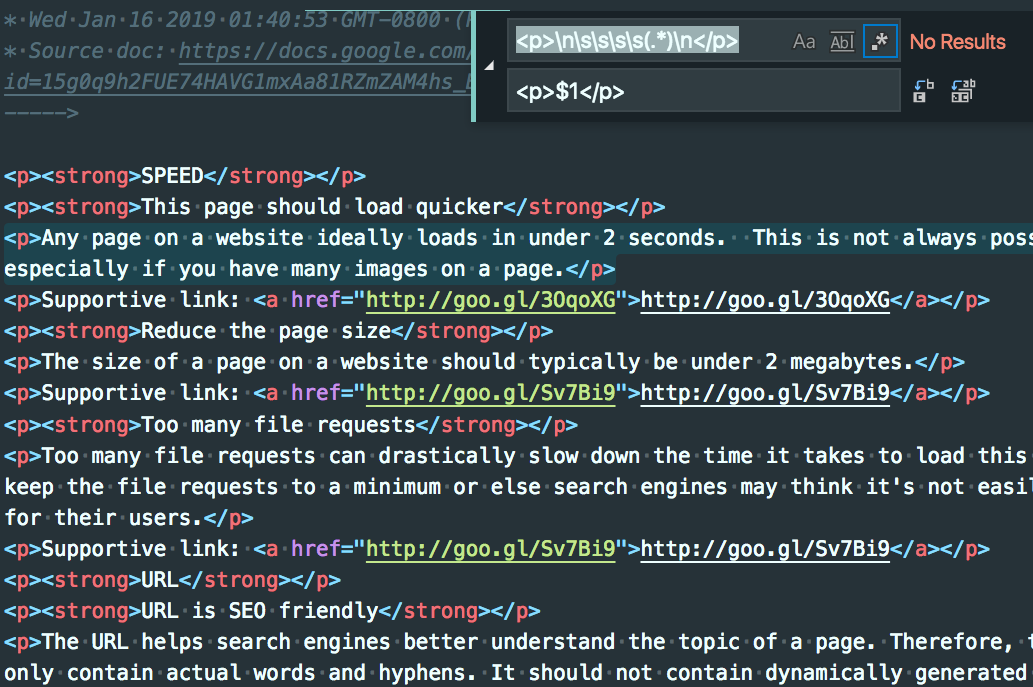 * Wed Jan 16 2019 01:40:53 GMT-0800 (
* Source doc: https://docs.google.com/
id=15g0q9h2FUE74HAVG1mxAa81RZmZAM4hs_
----->
<p>\n\s\s\s\s(.*)\n</p>
Aa Abl .* No Results
<p>$1</p>
<p><strong>SPEED</strong></p>
<p><strong>This page should load quicker</strong></p>
<p>Any page on a website ideally loads in under 2 seconds.  This is not always poss
especially if you have many images on a page.</p>
<p>Supportive link: <a href="http://goo.gl/3OqoXG">http://goo.gl/3OqoXG</a></p>
<p><strong>Reduce the page size</strong></p>
<p>The size of a page on a website should typically be under 2 megabytes.</p>
<p>Supportive link: <a href="http://goo.gl/Sv7Bi9">http://goo.gl/Sv7Bi9</a></p>
<p><strong>Too many file requests</strong></p>
<p>Too many file requests can drastically slow down the time it takes to load this
keep the file requests to a minimum or else search engines may think it's not easil
for their users.</p>
<p>Supportive link: <a href="http://goo.gl/Sv7Bi9">http://goo.gl/Sv7Bi9</a></p>
<p><strong>URL</strong></p>
<p><strong>URL is SEO friendly</strong></p>
<p>The URL helps search engines better understand the topic of a page. Therefore, t
only contain actual words and hyphens. It should not contain dynamically generated